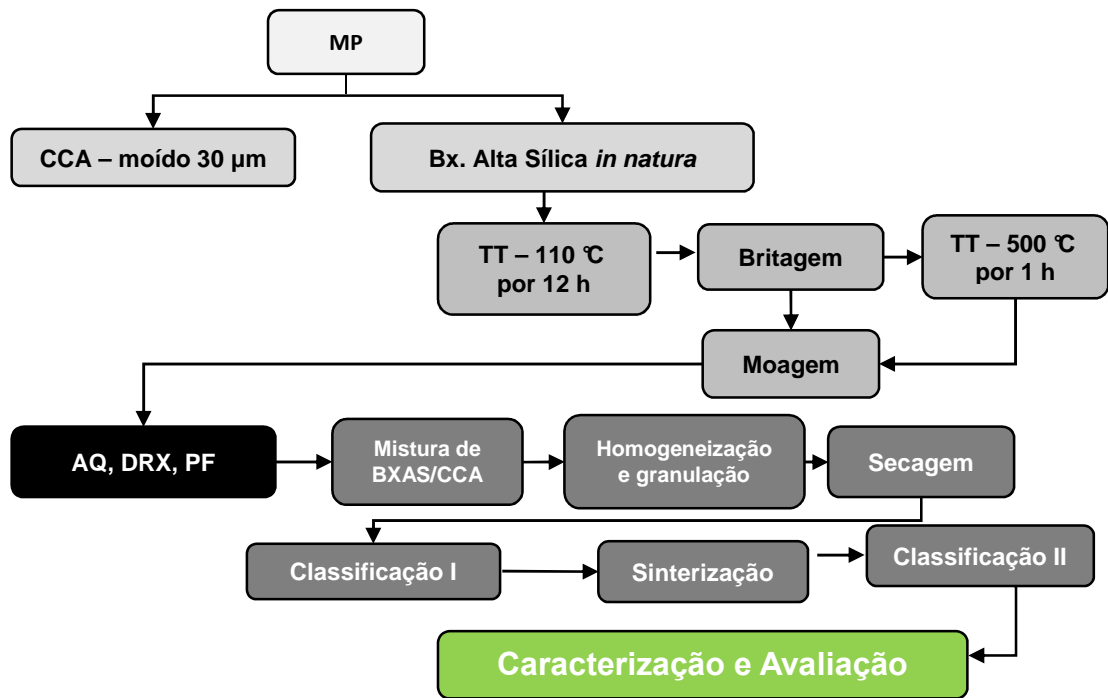 MP
CCA – moído 30 µm
Bx. Alta Sílica in natura
TT – 110 °C
por 12 h
Britagem
TT – 500 °C
por 1 h
Moagem
AQ, DRX, PF
Mistura de
BXAS/CCA
Homogeneização
e granulação
Secagem
Classificação I
Sinterização
Classificação II
Caracterização e Avaliação